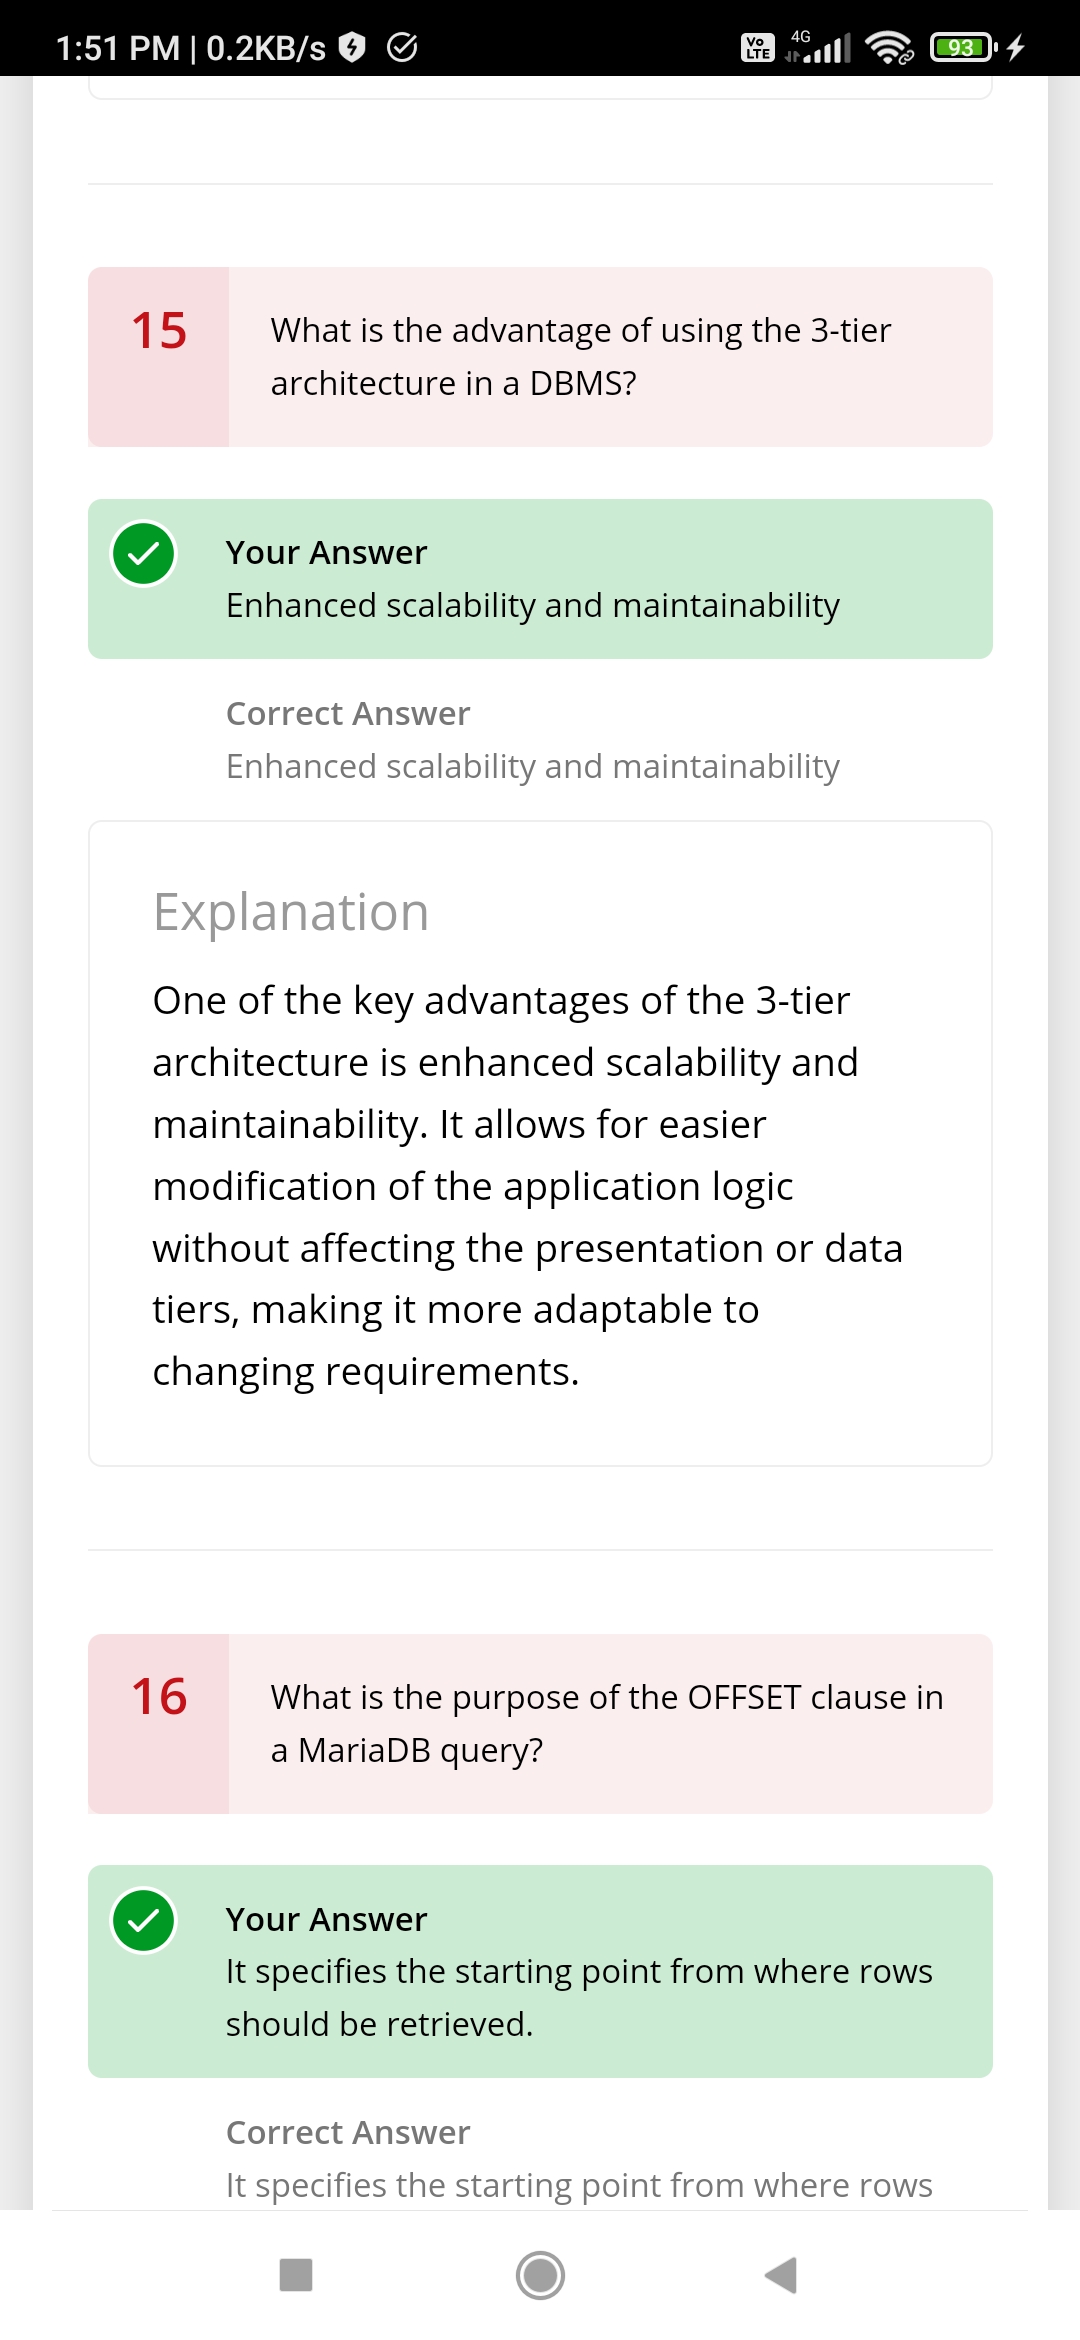 1:51 PM | 0.2KB/s
Vo LTE
4G
93
15
What is the advantage of using the 3-tier
architecture in a DBMS?
Your Answer
Enhanced scalability and maintainability
Correct Answer
Enhanced scalability and maintainability
Explanation
One of the key advantages of the 3-tier
architecture is enhanced scalability and
maintainability. It allows for easier
modification of the application logic
without affecting the presentation or data
tiers, making it more adaptable to
changing requirements.
16
What is the purpose of the OFFSET clause in
a MariaDB query?
Your Answer
It specifies the starting point from where rows
should be retrieved.
Correct Answer
It specifies the starting point from where rows